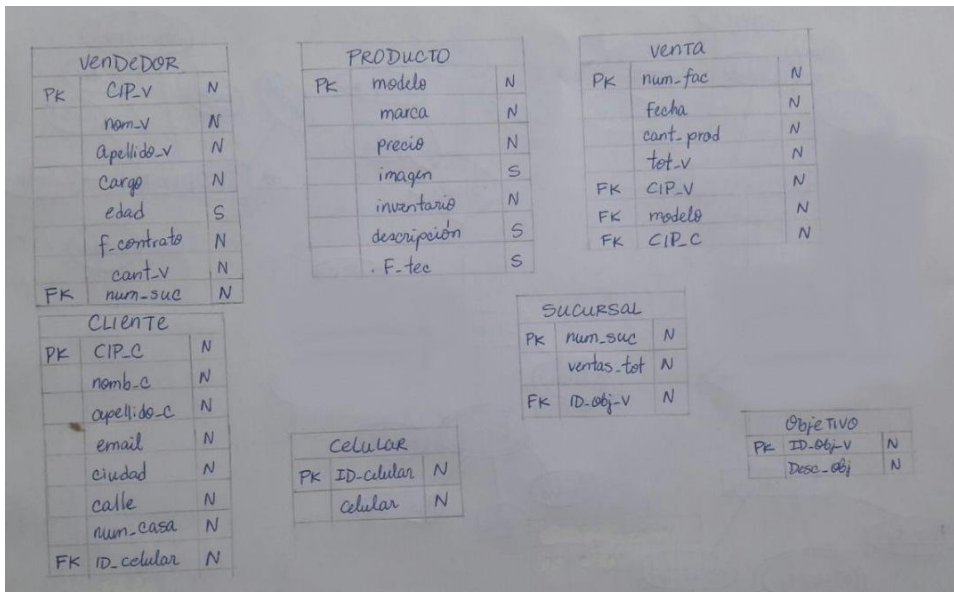 VENDEDOR
PK CIP_V N
nom_v N
apellido_v N
Cargo N
edad S
f_contrato N
cant_v N
FK num_suc N
PRODUCTO
PK modelo N
marca N
precio N
imagen S
inventario N
descripción S
F_tec S
VENTA
PK num_fac N
fecha N
cant_prod N
tot_v N
FK CIP_V N
FK modelo N
FK CIP_C N
CLIENTE
PK CIP_C N
nomb_c N
apellido_c N
email N
ciudad N
calle N
num_casa N
FK ID_celular N
CELULAR
PK ID_celular N
celular N
SUCURSAL
PK num_suc N
ventas_tot N
FK ID_obj_v N
OBJETIVO
PK ID_obj_v N
Desc_obj N